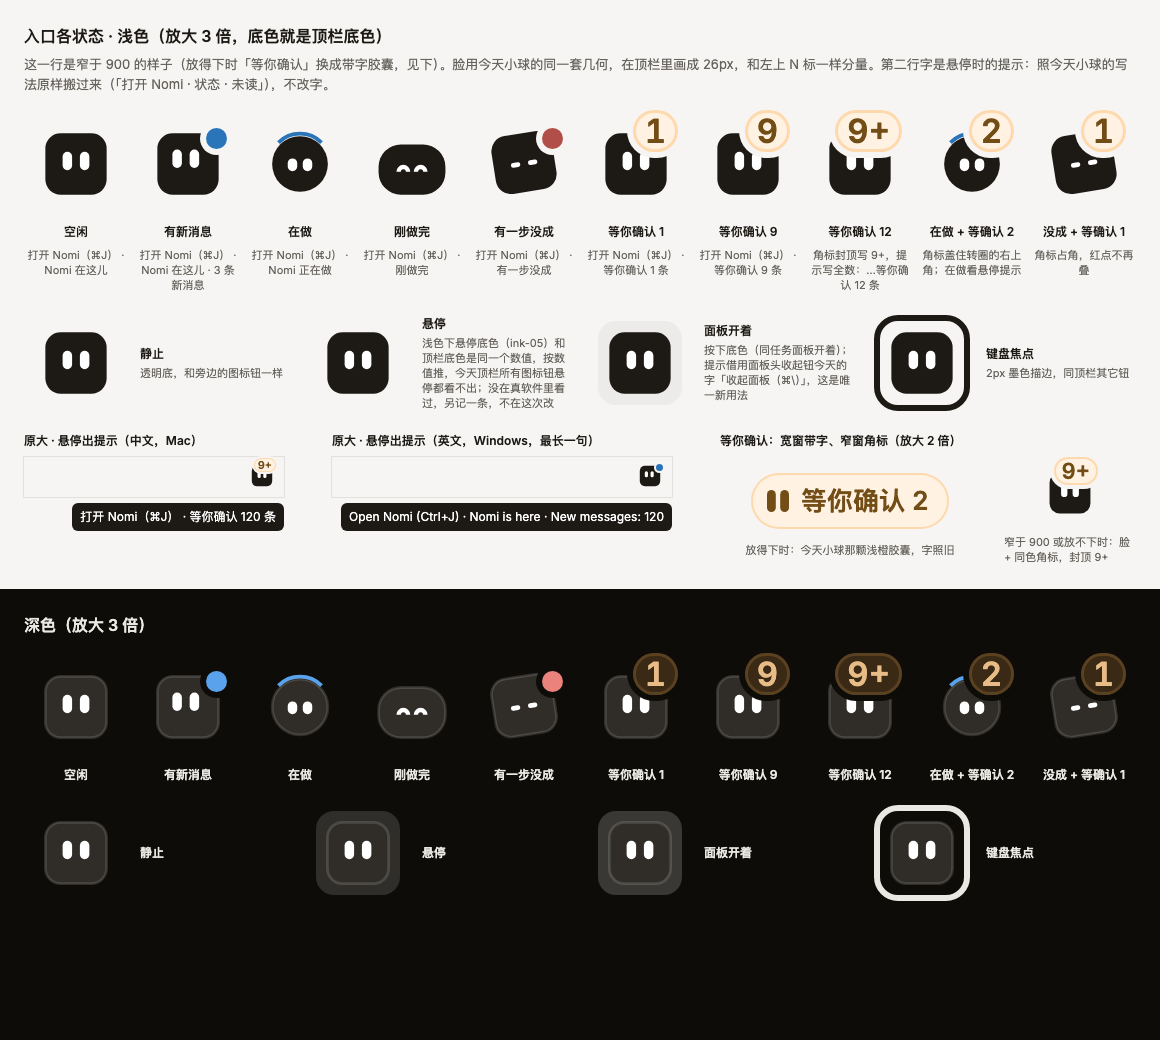 入口各状态 · 浅色（放大 3 倍，底色就是顶栏底色）
这一行是窄于 900 的样子（放得下时「等你确认」换成带字胶囊，见下）。脸用今天小球的同一套几何，在顶栏里画成 26px，和左上 N 标一样分量。第二行字是悬停时的提示：照今天小球的写
法原样搬过来（「打开 Nomi · 状态 · 未读」），不改字。
1
9
9+
2
1
空闲
有新消息
在做
刚做完
有一步没成
等你确认 1
等你确认 9
等你确认 12
在做 + 等确认 2
没成 + 等确认 1
打开 Nomi（⌘J） ·
Nomi 在这儿
打开 Nomi（⌘J） ·
Nomi 在这儿 · 3 条
新消息
打开 Nomi（⌘J） ·
Nomi 正在做
打开 Nomi（⌘J） ·
刚做完
打开 Nomi（⌘J） ·
有一步没成
打开 Nomi（⌘J） ·
等你确认 1 条
打开 Nomi（⌘J） ·
等你确认 9 条
角标封顶写 9+，提
示写全数：…等你确
认 12 条
角标盖住转圈的右上
角；在做看悬停提示
角标占角，红点不再
叠
静止
透明底，和旁边的图标钮一样
悬停
浅色下悬停底色（ink-05）和
顶栏底色是同一个数值，按数
值推，今天顶栏所有图标钮悬
停都看不出；没在真软件里看
过，另记一条，不在这次改
面板开着
按下底色（同任务面板开着）；
提示借用面板头收起钮今天的
字「收起面板（⌘\）」，这是唯
一新用法
键盘焦点
2px 墨色描边，同顶栏其它钮
原大 · 悬停出提示（中文，Mac）
9+
打开 Nomi（⌘J） · 等你确认 120 条
原大 · 悬停出提示（英文，Windows，最长一句）
Open Nomi (Ctrl+J) · Nomi is here · New messages: 120
等你确认：宽窗带字、窄窗角标（放大 2 倍）
等你确认 2
放得下时：今天小球那颗浅橙胶囊，字照旧
9+
窄于 900 或放不下时：脸
+ 同色角标，封顶 9+
深色（放大 3 倍）
1
9
9+
2
1
空闲
有新消息
在做
刚做完
有一步没成
等你确认 1
等你确认 9
等你确认 12
在做 + 等确认 2
没成 + 等确认 1
静止
悬停
面板开着
键盘焦点